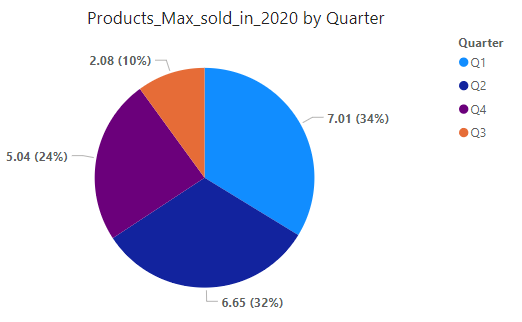 Products_Max_sold_in_2020 by Quarter
Quarter
Q1
Q2
Q4
Q3
2.08 (10%)
7.01 (34%)
5.04 (24%)
6.65 (32%)